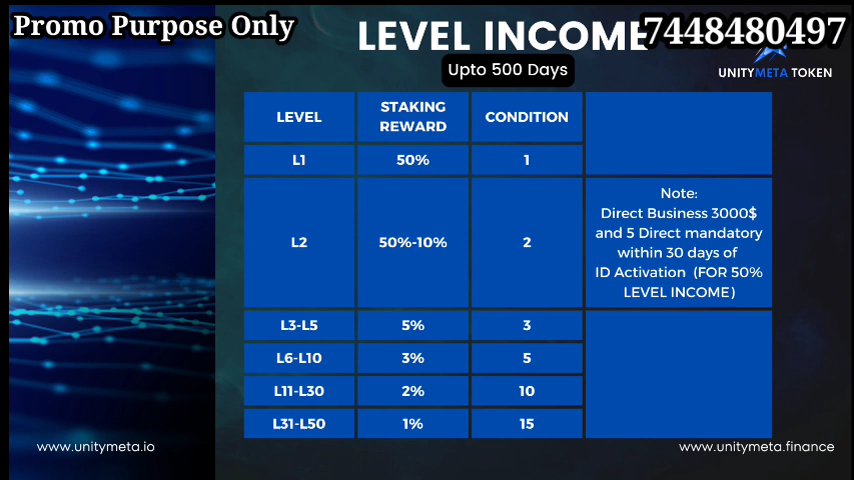 Promo Purpose Only
LEVEL INCOME
7448480497
Upto 500 Days
UNITYMETA TOKEN
LEVEL
STAKING
REWARD
CONDITION
L1
50%
1
L2
50%-10%
2
Note:
Direct Business 3000$
and 5 Direct mandatory
within 30 days of
ID Activation (FOR 50%
LEVEL INCOME)
L3-L5
5%
3
L6-L10
3%
5
L11-L30
2%
10
L31-L50
1%
15
www.unitymeta.io
www.unitymeta.finance